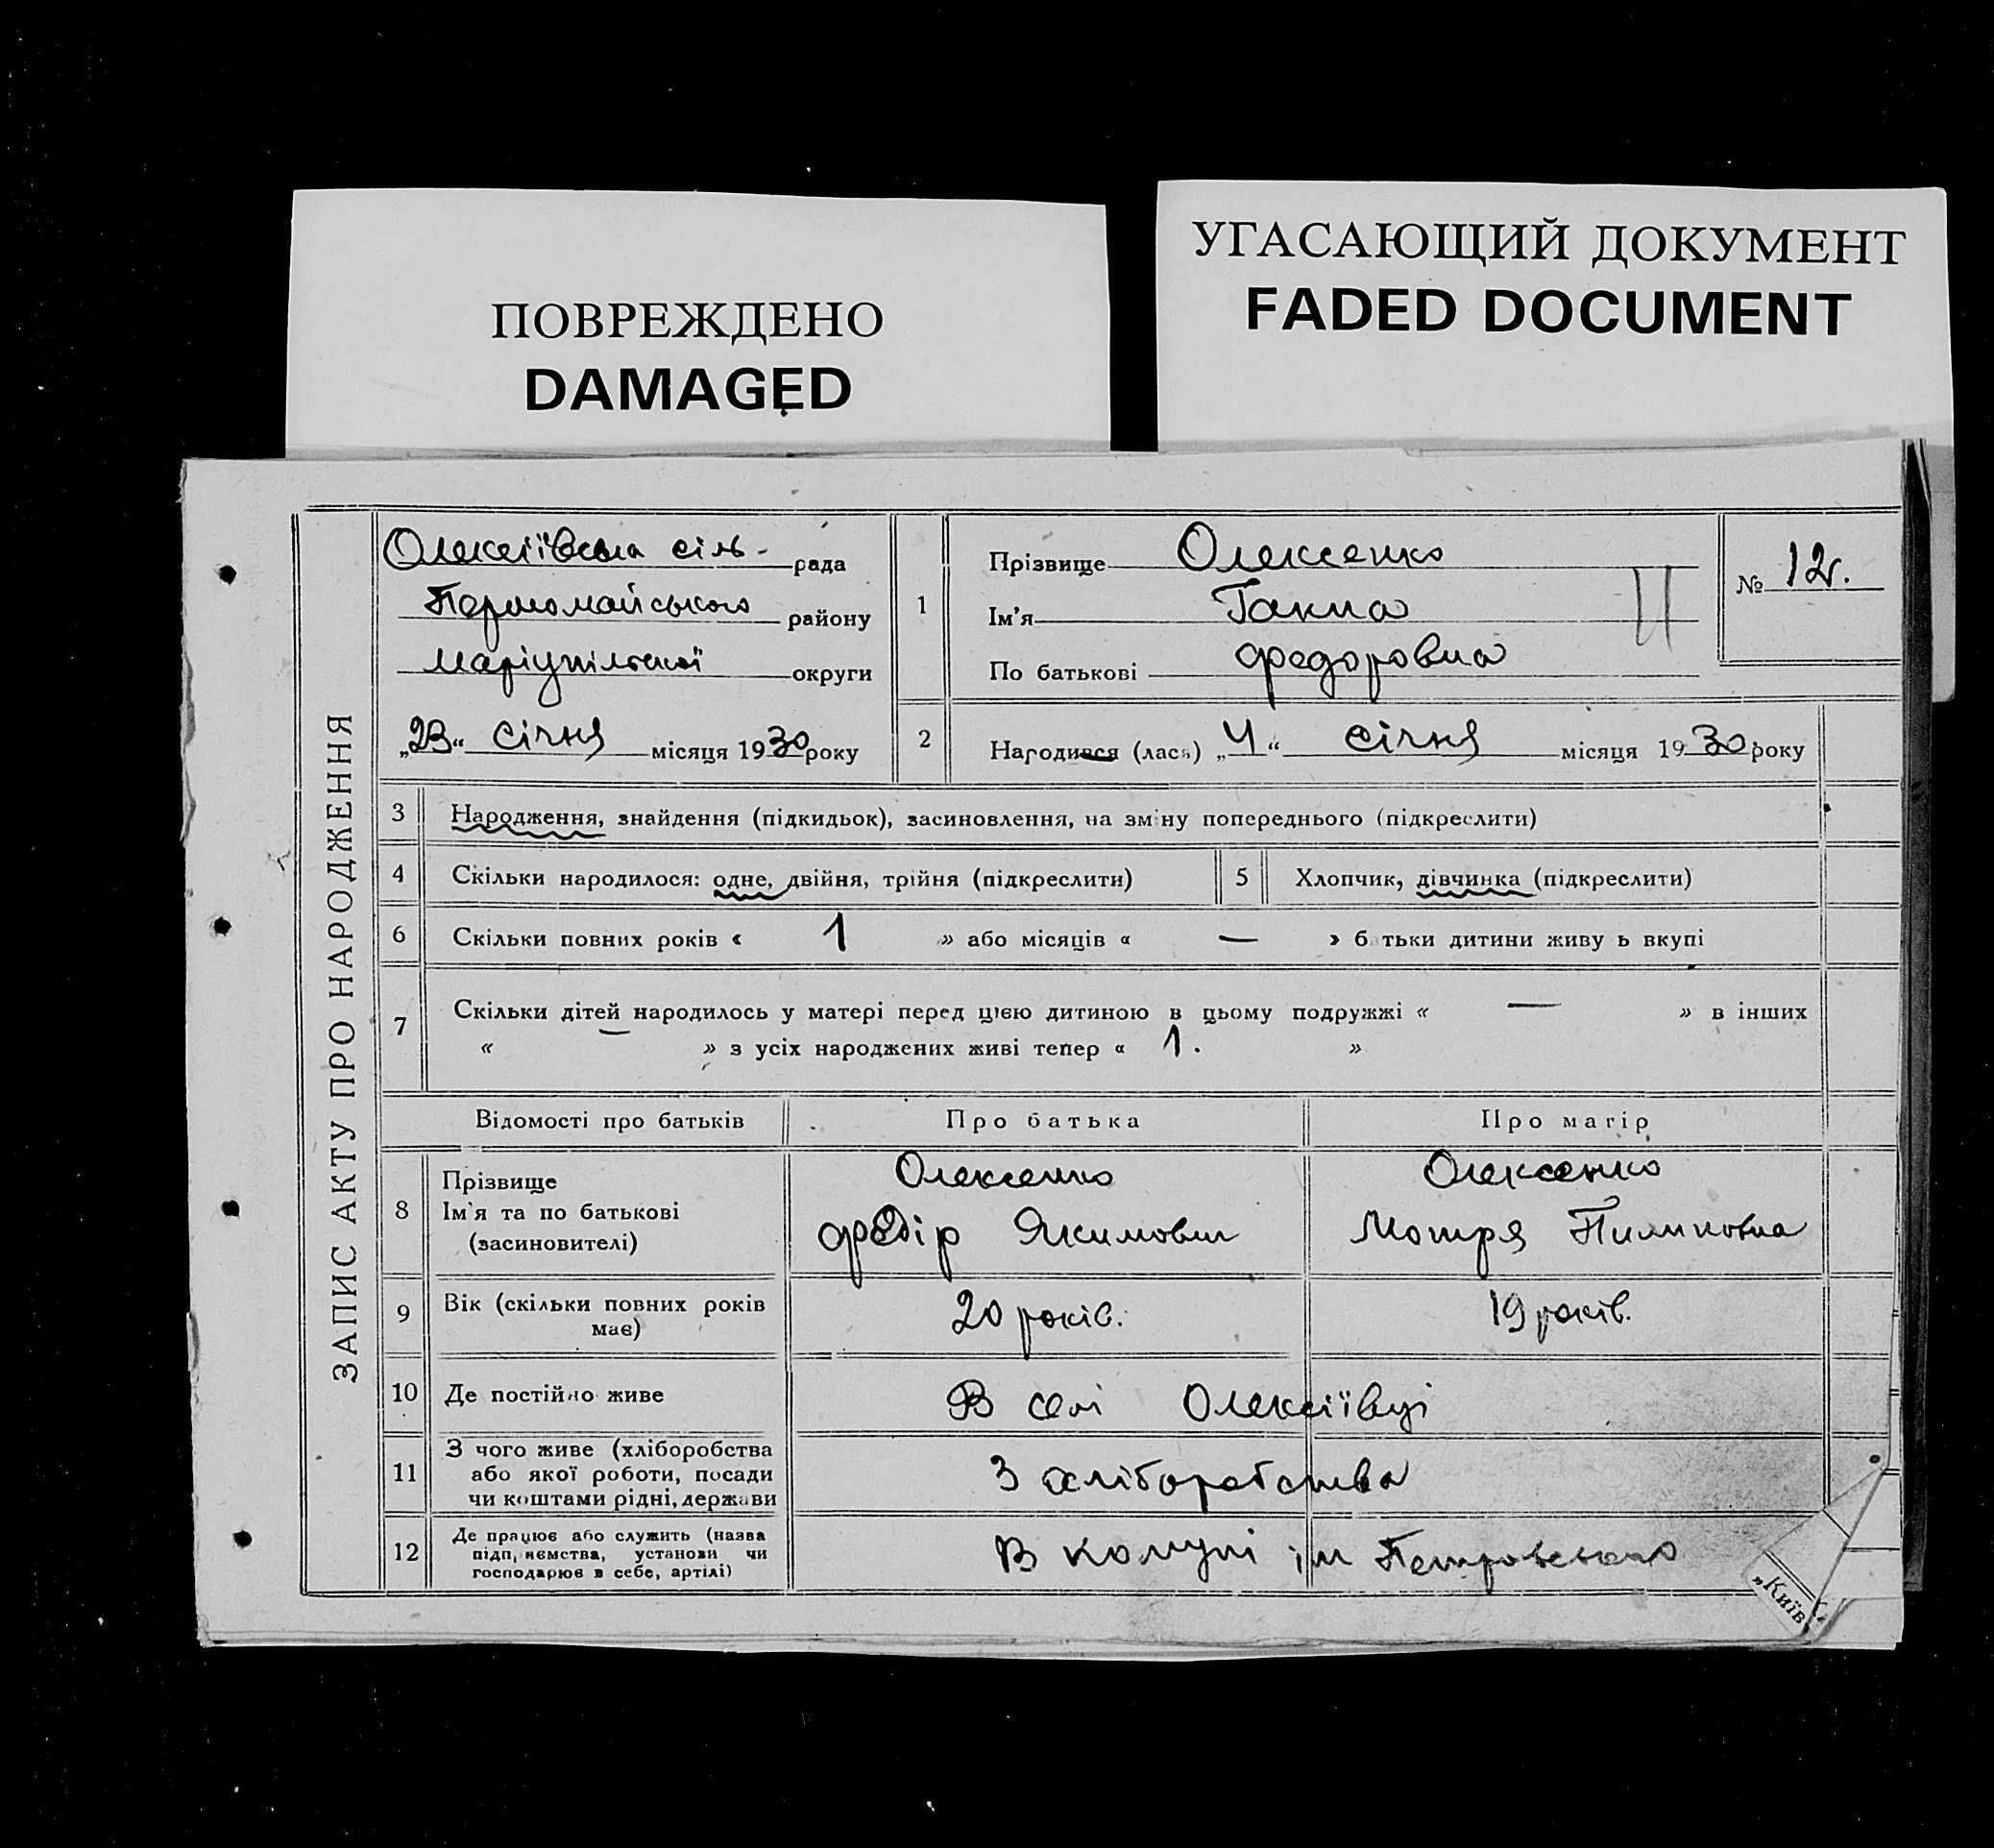 ПОВРЕЖДЕНО
DAMAGED
УГАСАЮЩИЙ ДОКУМЕНТ
FADED DOCUMENT
ЗАПИС АКТУ ПРО НАРОДЖЕННЯ
Олексіївська сіль- рада
Першомайського району
Маріупільської округи
„23“ січня місяця 1930 року
1
Прізвище Олексенко
Ім'я Ганна
По батькові Федоровна
№ 12.
2
Народився (лась) „4“ січня місяця 1930 року
3 Народження, знайдення (підкидьок), засиновлення, на зміну попереднього (підкреслити)
4 Скільки народилося: одне, двійня, трійня (підкреслити)
5 Хлопчик, дівчинка (підкреслити)
6 Скільки повних років « 1 » або місяців « — » батьки дитини живуть вкупі
7 Скільки дітей народилось у матері перед цією дитиною в цьому подружжі « — » в інших
« — » з усіх народжених живі тепер « 1. »
Відомості про батьків Про батька Про матір
8 Прізвище Олексенко Олексенко
Ім'я та по батькові Федір Якимович Мотря
(засиновителі)
9 Вік (скільки повних років 20 років. 19 років.
має)
10 Де постійно живе В селі Олексіївці
11 З чого живе (хліборобства З хліборобства
або якої роботи, посади
чи коштами рідні, держави
12 Де працює або служить (назва В комуні ім Петровського
підприємства, установи чи
господарює в себе, артілі)
„Київ